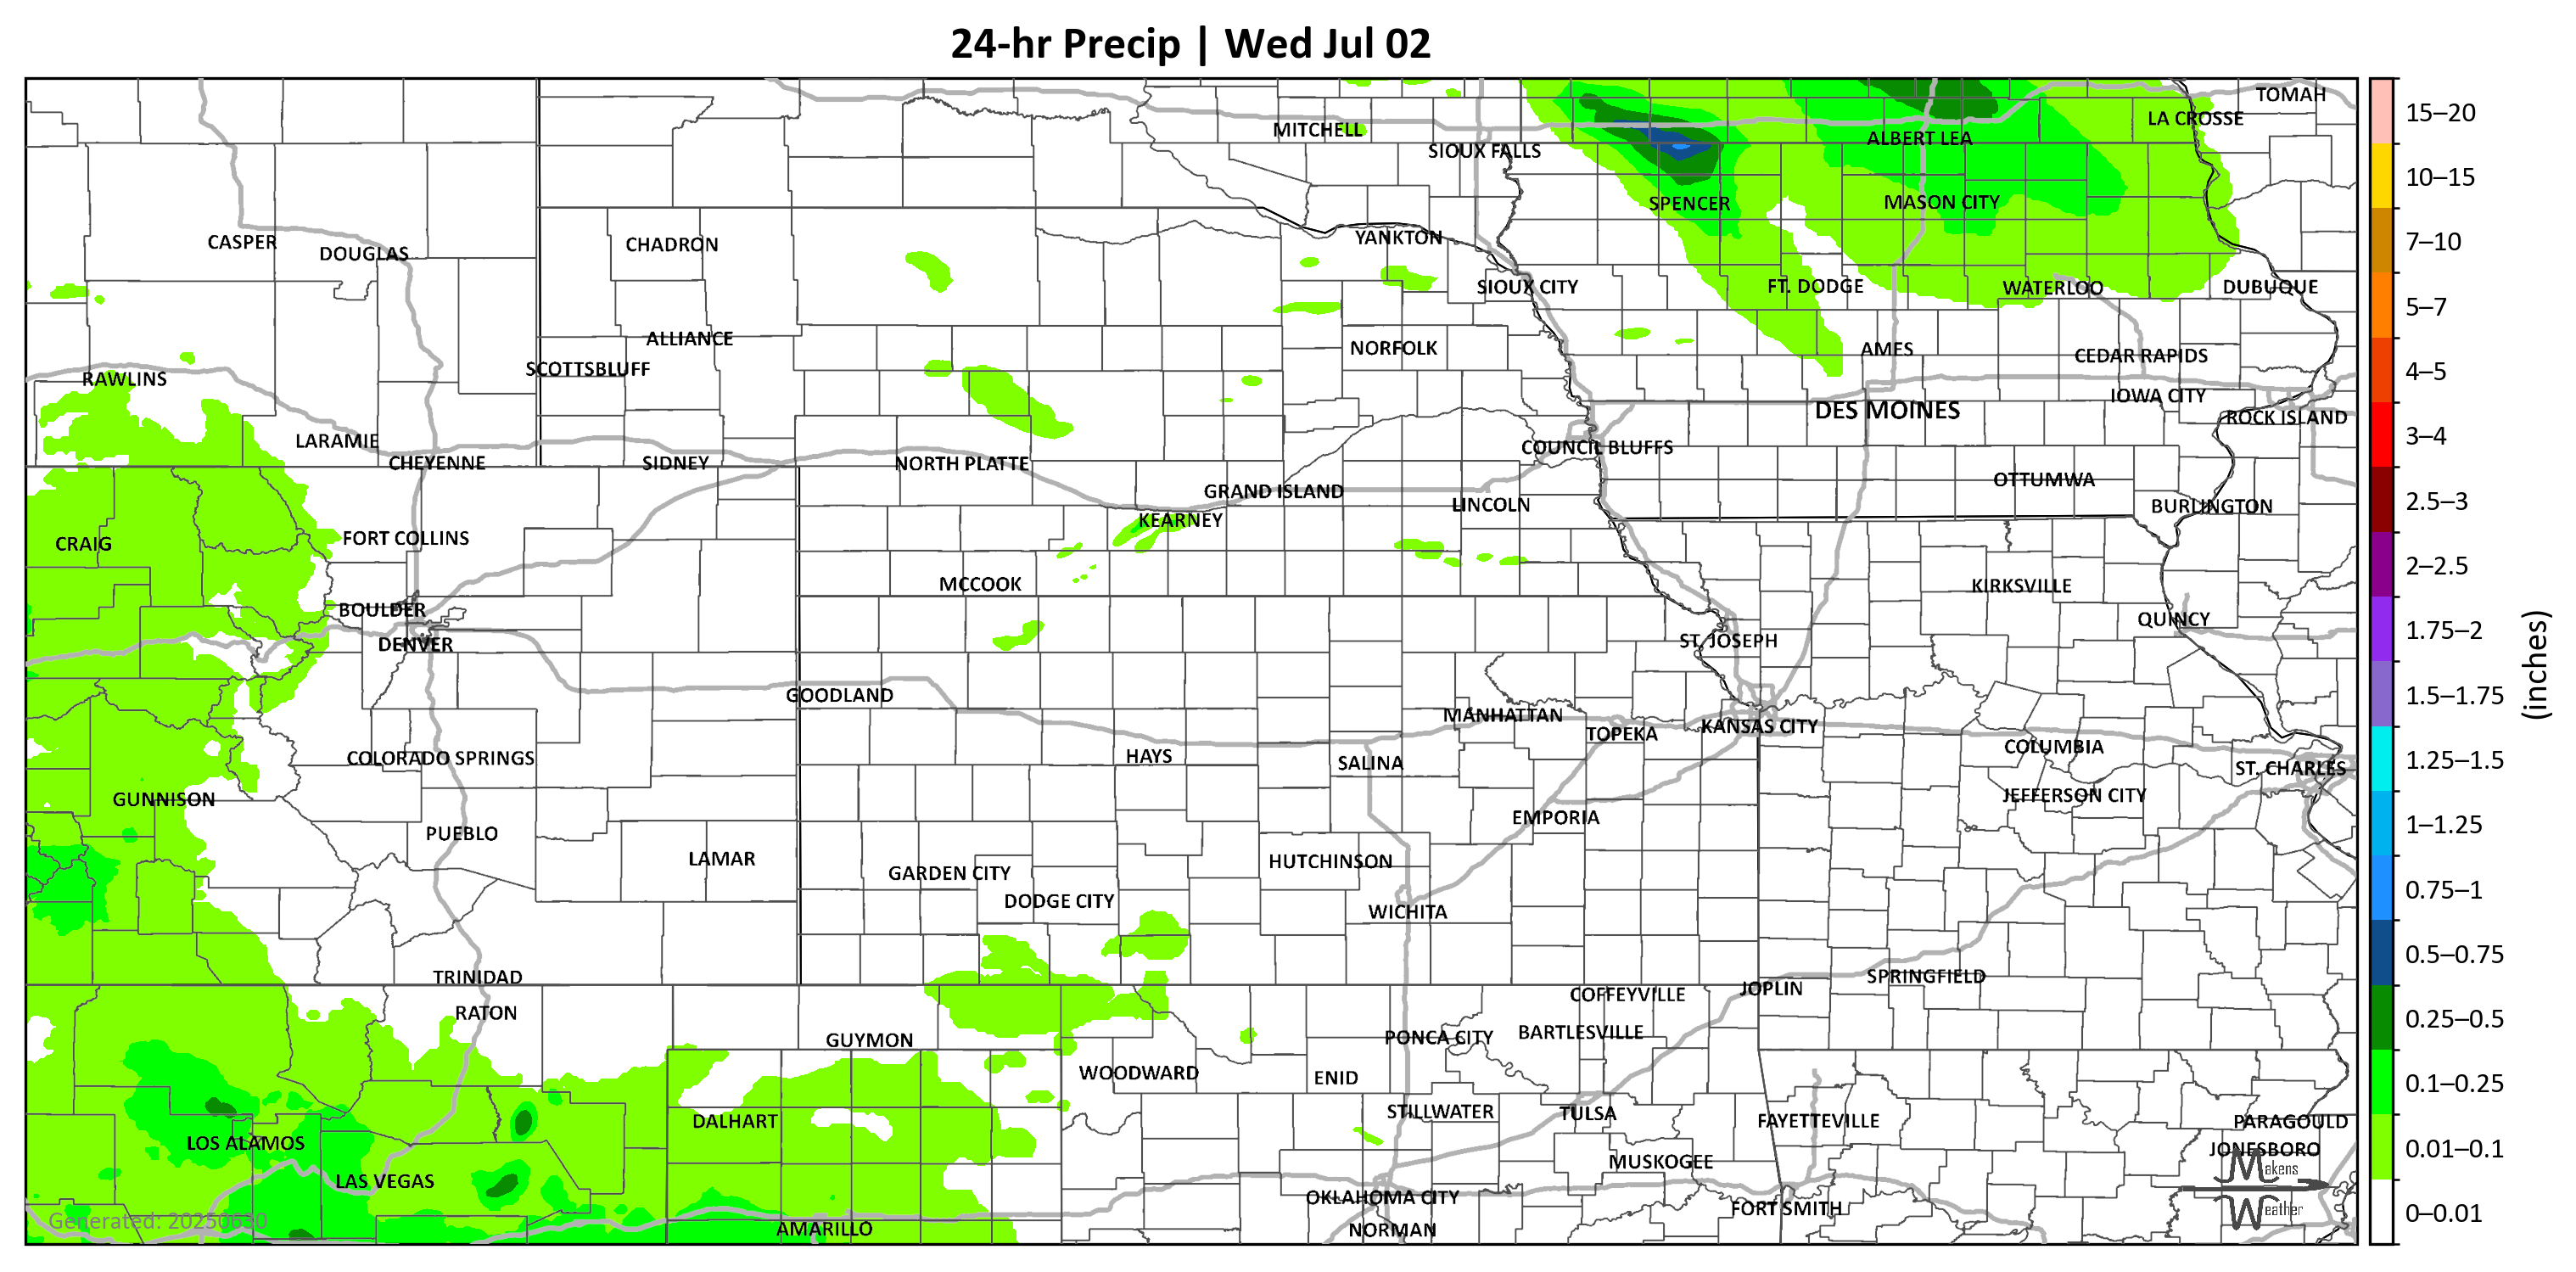 24-hr Precip | Wed Jul 02
TOMAH
LA CROSSE
MITCHELL
ALBERT LEA
SIOUX FALLS
SPENCER
MASON CITY
YANKTON
CASPER
CHADRON
DOUGLAS
SIOUX CITY
FT. DODGE
WATERLOO
DUBUQUE
ALLIANCE
NORFOLK
AMES
CEDAR RAPIDS
SCOTTSBLUFF
RAWLINS
IOWA CITY
DES MOINES
ROCK ISLAND
LARAMIE
COUNCIL BLUFFS
CHEYENNE
SIDNEY
NORTH PLATTE
OTTUMWA
GRAND ISLAND
LINCOLN
BURLINGTON
KEARNEY
FORT COLLINS
CRAIG
MCCOOK
KIRKSVILLE
BOULDER
QUINCY
DENVER
ST. JOSEPH
GOODLAND
MANHATTAN
KANSAS CITY
TOPEKA
COLUMBIA
COLORADO SPRINGS
HAYS
SALINA
ST. CHARLES
GUNNISON
JEFFERSON CITY
EMPORIA
PUEBLO
LAMAR
HUTCHINSON
GARDEN CITY
DODGE CITY
WICHITA
TRINIDAD
SPRINGFIELD
JOPLIN
COFFEYVILLE
RATON
GUYMON
PONCA CITY
BARTLESVILLE
WOODWARD
ENID
STILLWATER
TULSA
DALHART
FAYETTEVILLE
PARAGOULD
LOS ALAMOS
JONESBORO
MUSKOGEE
LAS VEGAS
OKLAHOMA CITY
FORT SMITH
AMARILLO
NORMAN
Generated: 20250630
Makens
Weather
15–20
10–15
7–10
5–7
4–5
3–4
2.5–3
2–2.5
1.75–2
1.5–1.75
1.25–1.5
1–1.25
0.75–1
0.5–0.75
0.25–0.5
0.1–0.25
0.01–0.1
0–0.01
(inches)